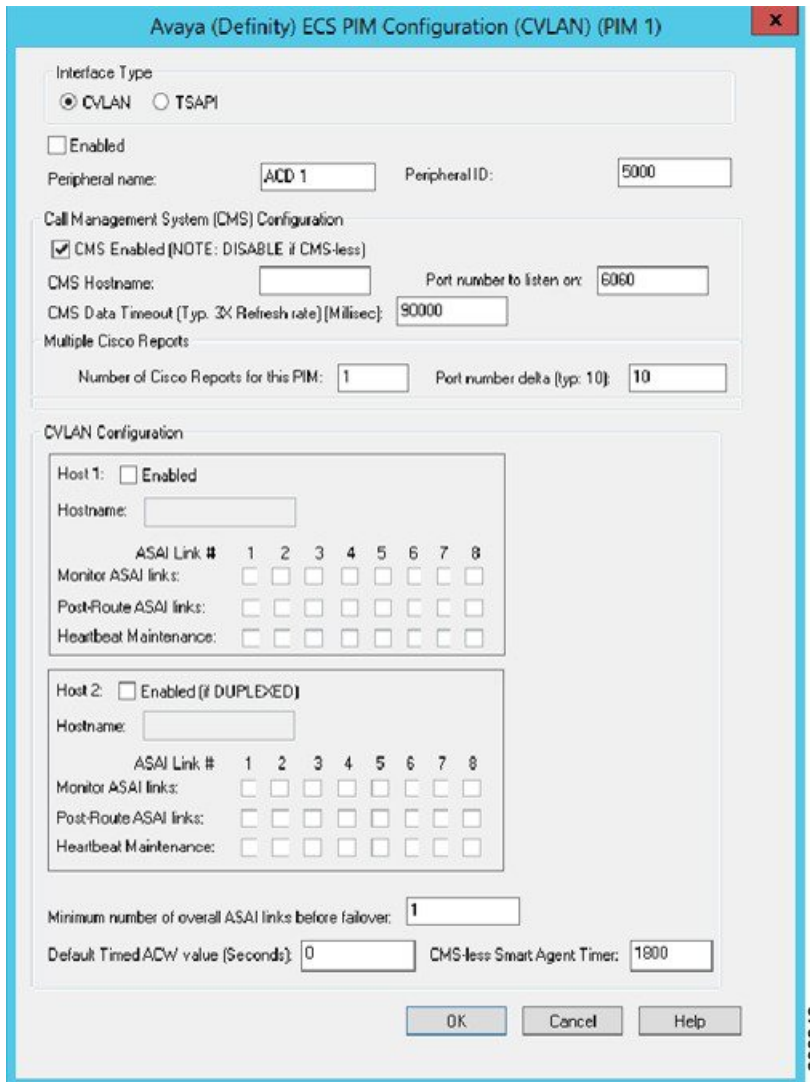 Avaya (Definity) ECS PIM Configuration (CVLAN) (PIM 1)
x
Interface Type
CVLAN TSAPI
Enabled
Peripheral name: ACD 1 Peripheral ID: 5000
Call Management System (CMS) Configuration
CMS Enabled (NOTE: DISABLE if CMS-less)
CMS Hostname: Port number to listen on: 6060
CMS Data Timeout (Typ. 3X Refresh rate) [Millisec]: 90000
Multiple Cisco Reports
Number of Cisco Reports for this PIM: 1 Port number delta (typ: 10): 10
CVLAN Configuration
Host 1: Enabled
Hostname:
ASAI Link # 1 2 3 4 5 6 7 8
Monitor ASAI links:
Post-Route ASAI links:
Heartbeat Maintenance:
Host 2: Enabled (if DUPLEXED)
Hostname:
ASAI Link # 1 2 3 4 5 6 7 8
Monitor ASAI links:
Post-Route ASAI links:
Heartbeat Maintenance:
Minimum number of overall ASAI links before failover: 1
Default Timed ACW value (Seconds): 0 CMS-less Smart Agent Timer: 1800
OK Cancel Help